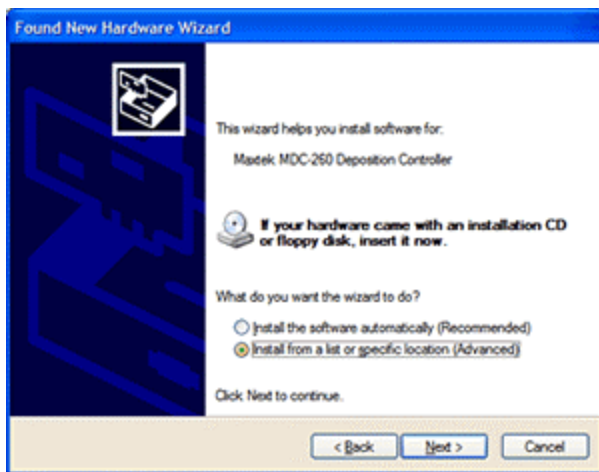 Found New Hardware Wizard
This wizard helps you install software for:
Maxtek MDC-260 Deposition Controller
If your hardware came with an installation CD
or floppy disk, insert it now.
What do you want the wizard to do?
Install the software automatically (Recommended)
Install from a list or specific location (Advanced)
Click Next to continue.
< Back
Next >
Cancel